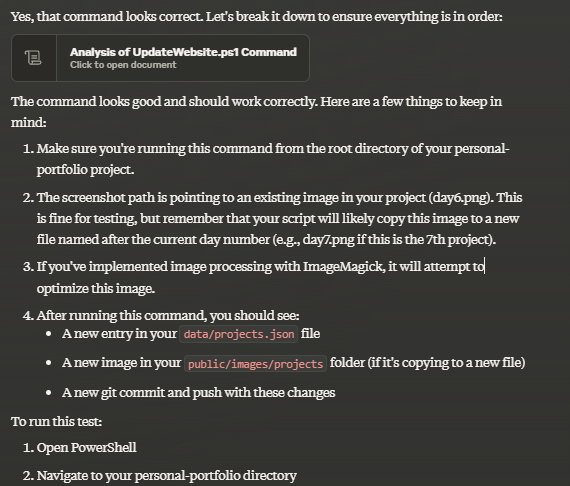 Yes, that command looks correct. Let's break it down to ensure everything is in order:
Analysis of UpdateWebsite.ps1 Command
Click to open document
The command looks good and should work correctly. Here are a few things to keep in
mind:
1. Make sure you're running this command from the root directory of your personal-
portfolio project.
2. The screenshot path is pointing to an existing image in your project (day6.png). This
is fine for testing, but remember that your script will likely copy this image to a new
file named after the current day number (e.g., day7.png if this is the 7th project).
3. If you've implemented image processing with ImageMagick, it will attempt to
optimize this image.
4. After running this command, you should see:
• A new entry in your data/projects.json file
• A new image in your public/images/projects folder (if it's copying to a new file)
• A new git commit and push with these changes
To run this test:
1. Open PowerShell
2. Navigate to your personal-portfolio directory